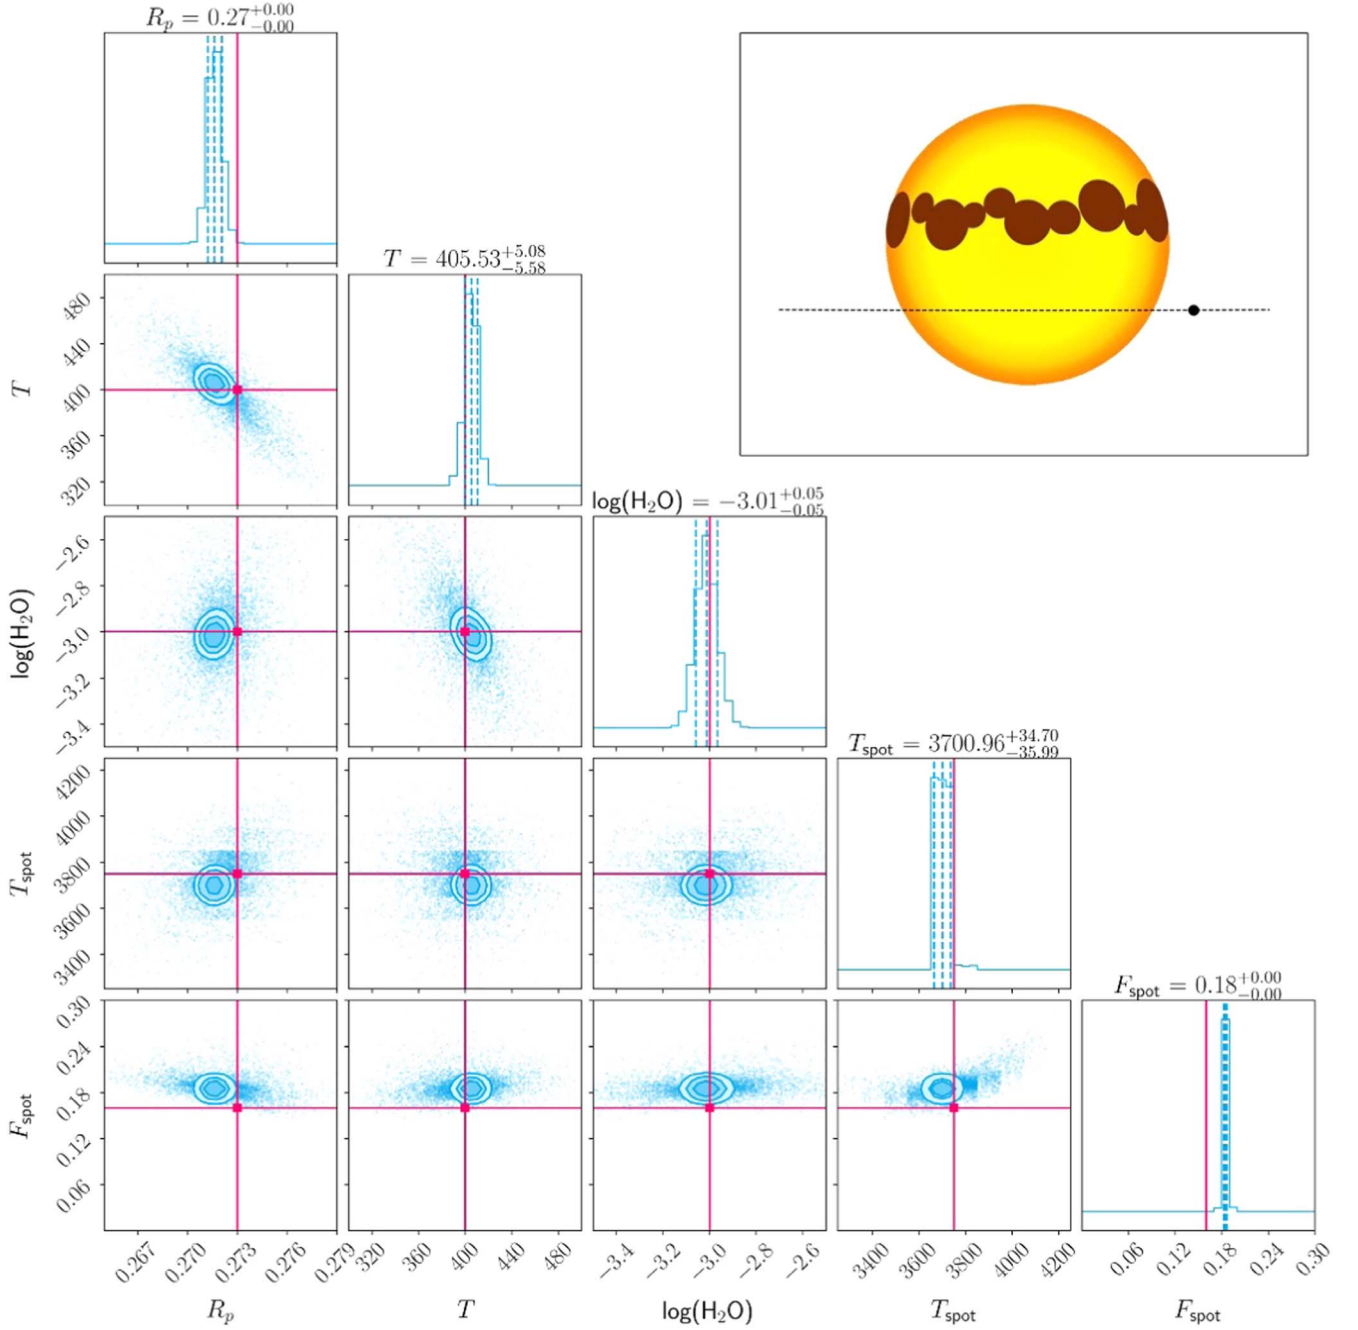 R_p = 0.27^{+0.00}_{-0.00}
T = 405.53^{+5.08}_{-5.58}
480
440
400
360
320
T
log(H₂O) = −3.01^{+0.05}_{-0.05}
−2.6
−2.8
−3.0
−3.2
−3.4
log(H₂O)
T_spot = 3700.96^{+34.70}_{-35.99}
4200
4000
3800
3600
3400
T_spot
F_spot = 0.18^{+0.00}_{-0.00}
0.30
0.24
0.18
0.12
0.06
F_spot
0.267 0.270 0.273 0.276 0.279 320 360 400 440 480 −3.4 −3.2 −3.0 −2.8 −2.6 3400 3600 3800 4000 4200 0.06 0.12 0.18 0.24 0.30
R_p T log(H₂O) T_spot F_spot